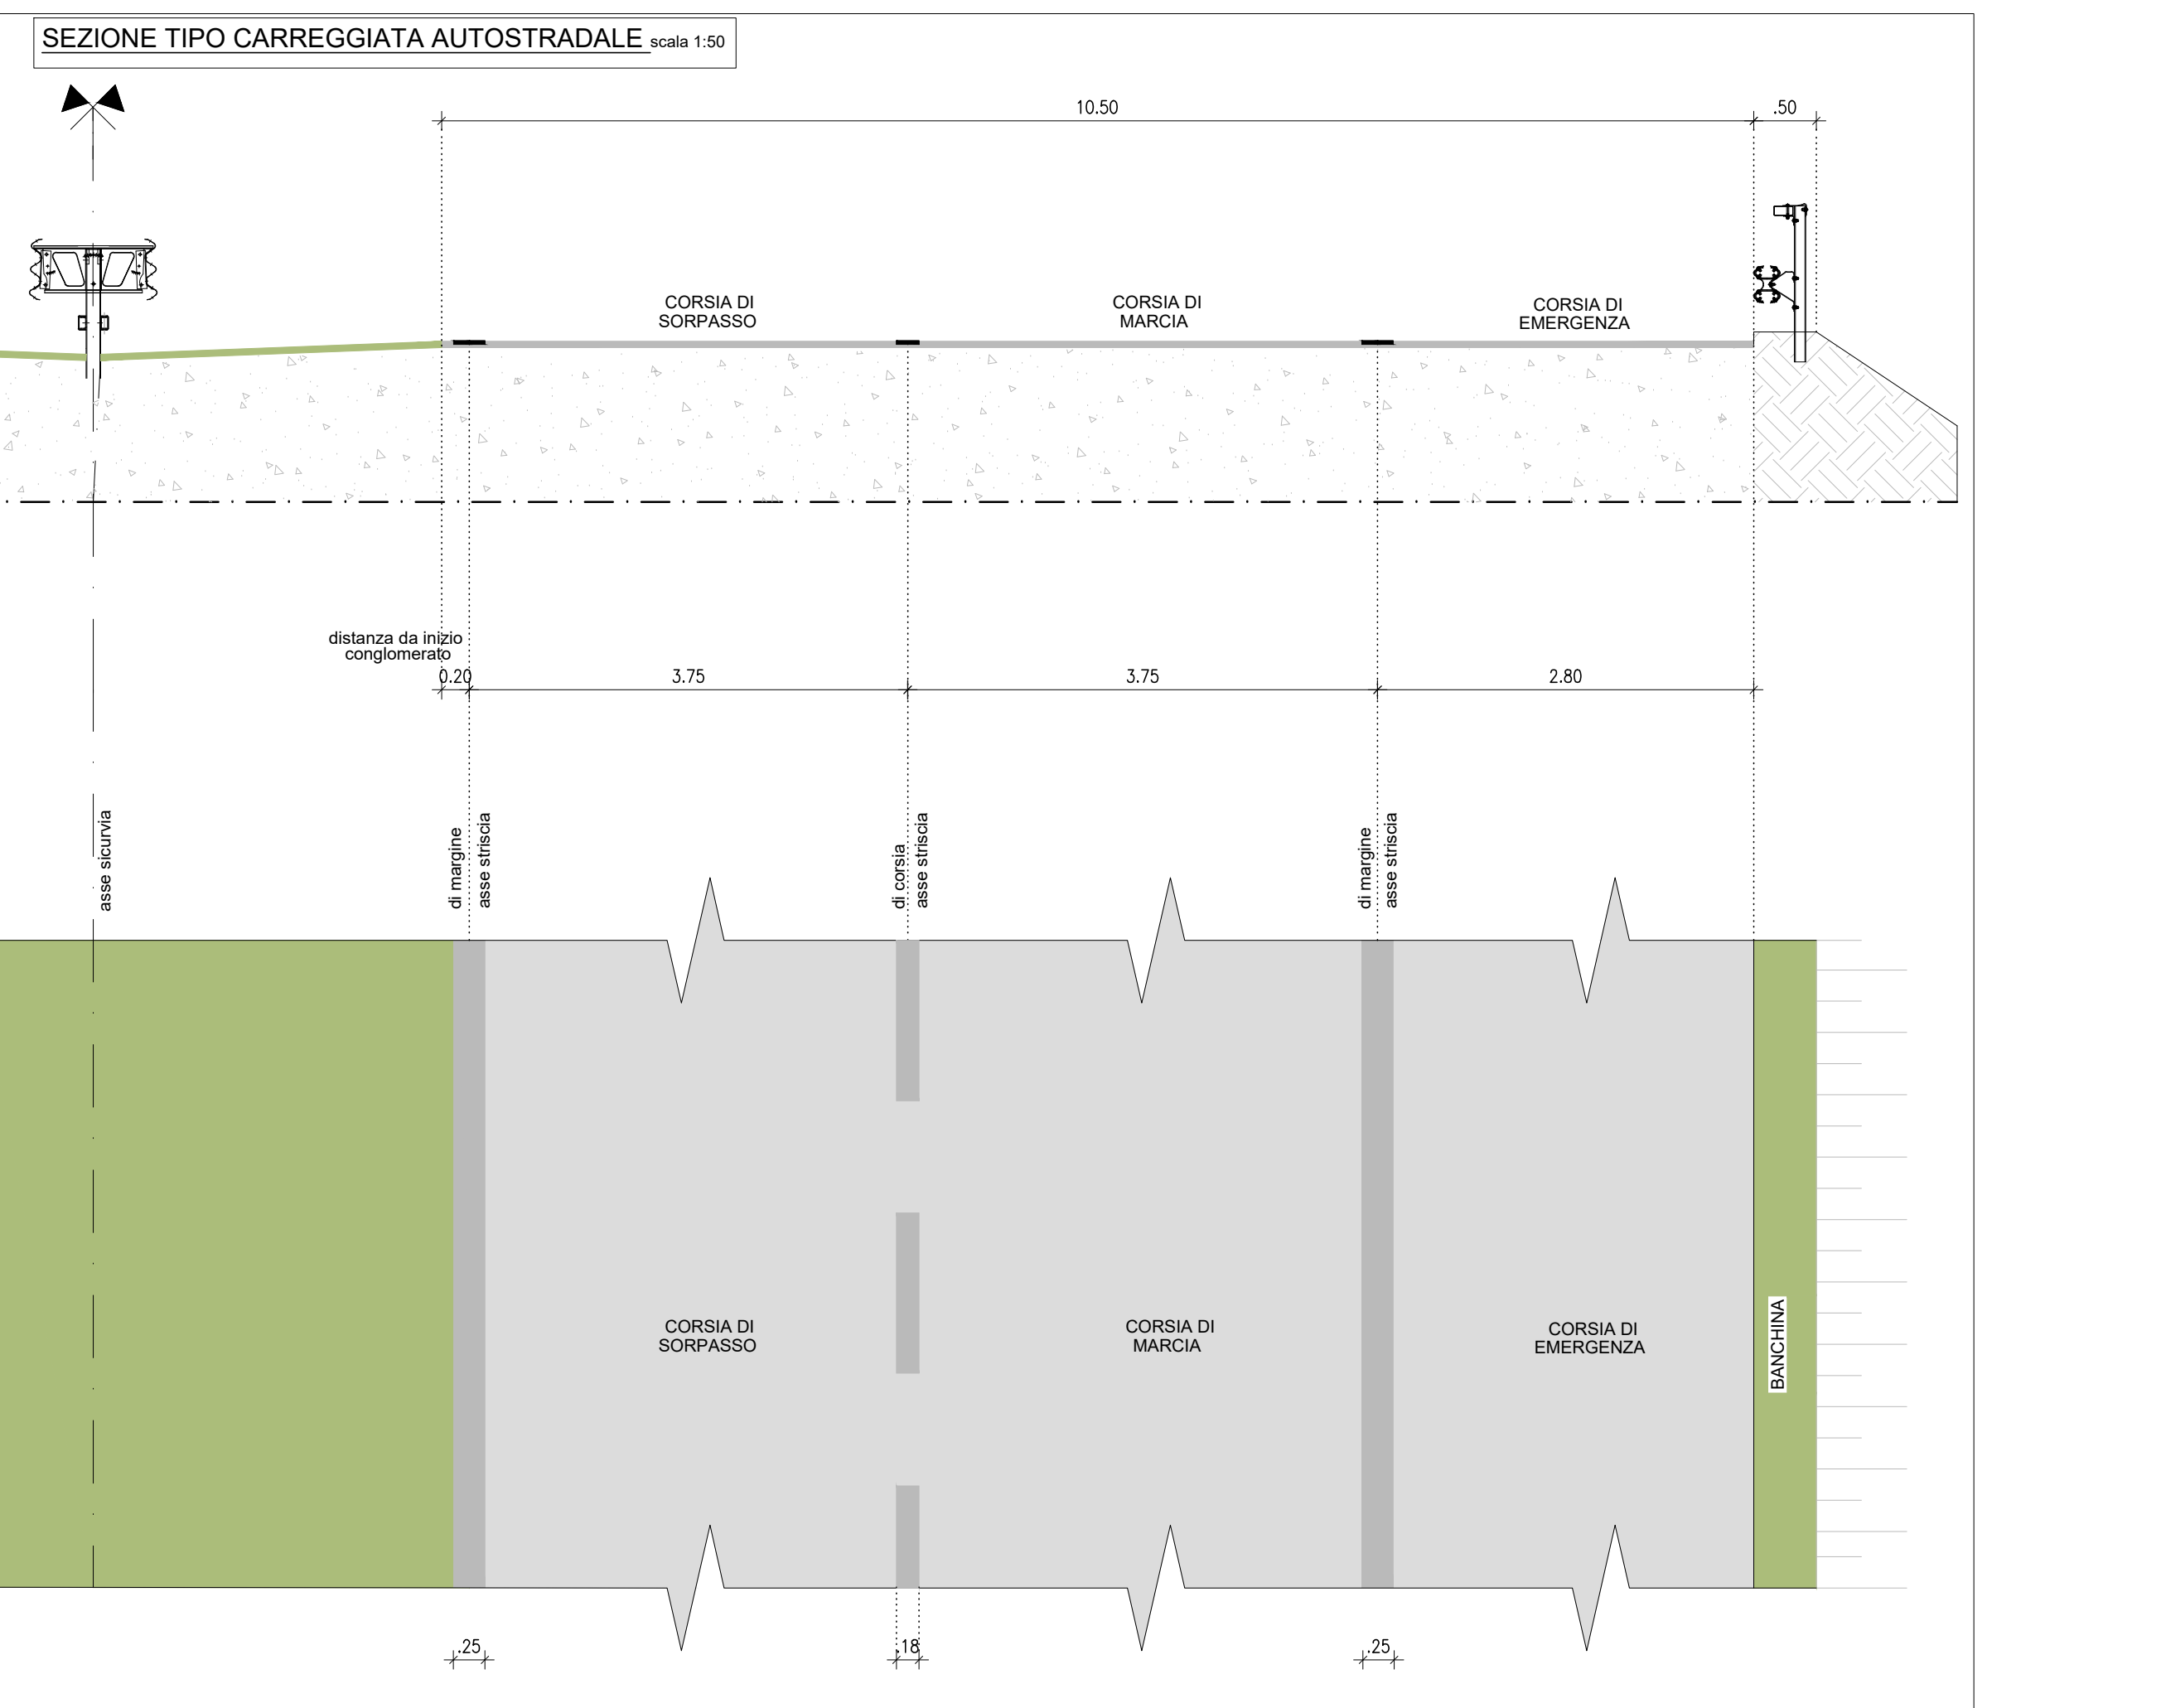 SEZIONE TIPO CARREGGIATA AUTOSTRADALE scala 1:50
10.50
.50
CORSIA DI
SORPASSO
CORSIA DI
MARCIA
CORSIA DI
EMERGENZA
distanza da inizio
conglomerato
0.20
3.75
3.75
2.80
asse sicurvia
di margine
asse striscia
di corsia
asse striscia
di margine
asse striscia
CORSIA DI
SORPASSO
CORSIA DI
MARCIA
CORSIA DI
EMERGENZA
BANCHINA
.25
.18
.25